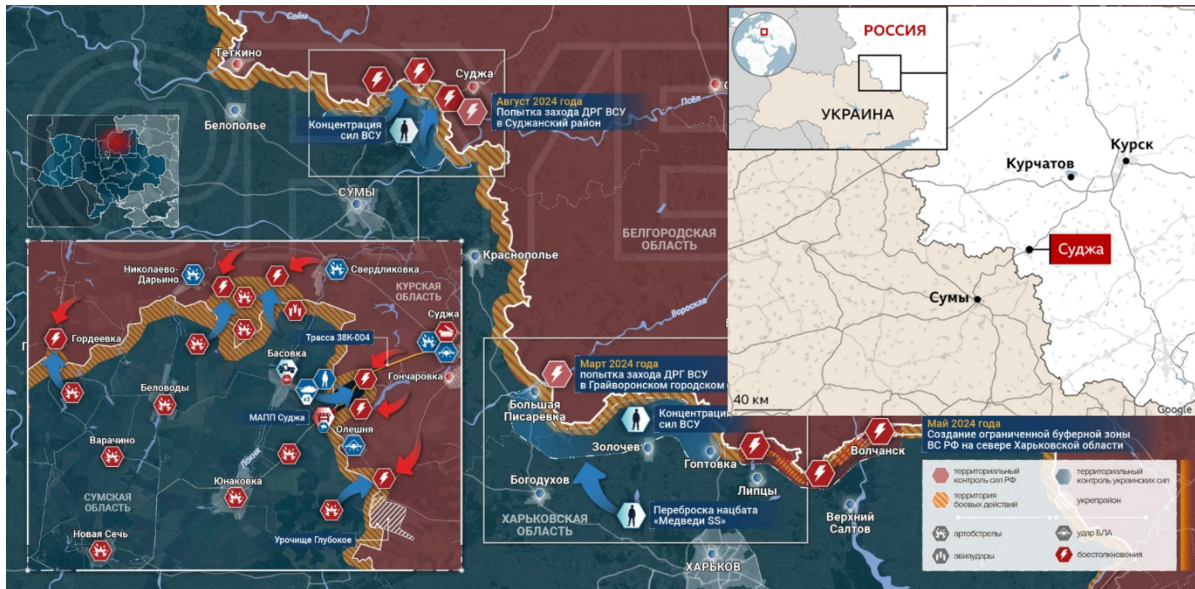 Сейм
Теткино
Белополье
Концентрация
сил ВСУ
Суджа
Август 2024 года
Попытка захода ДРГ ВСУ
в Суджанский район
Псёл
СУМЫ
Краснополье
БЕЛГОРОДСКАЯ
ОБЛАСТЬ
Ворскла
РОССИЯ
УКРАИНА
Курск
Курчатов
Суджа
Сумы
40 км
Google
Николаево-
Дарьино
Свердликовка
КУРСКАЯ
ОБЛАСТЬ
Суджа
Трасса 38К-004
Гордеевка
Басовка
x3
Гончаровка
Беловоды
МАПП Суджа
Олешня
Варачино
Локня
Юнаковка
СУМСКАЯ
ОБЛАСТЬ
Новая Сечь
Урочище Глубокое
Март 2024 года
попытка захода ДРГ ВСУ
в Грайворонском городском
Большая
Писаревка
Концентрация
сил ВСУ
Золочев
Гоптовка
Богодухов
Липцы
Волчанск
Переброска нацбата
«Медведи SS»
ХАРЬКОВСКАЯ
ОБЛАСТЬ
Верхний
Салтов
ХАРЬКОВ
Май 2024 года
Создание ограниченной буферной зоны
ВС РФ на севере Харьковской области
территориальный
контроль сил РФ
территориальный
контроль украинских сил
территория
боевых действий
укрепрайон
артобстрелы
удар БЛА
авиаудары
боестолкновения